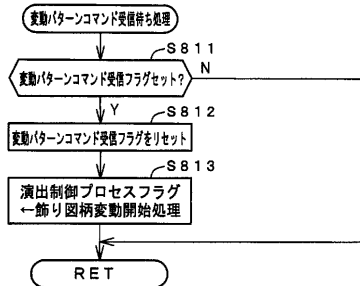 変動パターンコマンド受信待ち処理
S811
変動パターンコマンド受信フラグセット?
N
Y
S812
変動パターンコマンド受信フラグをリセット
S813
演出制御プロセスフラグ
←飾り図柄変動開始処理
RET